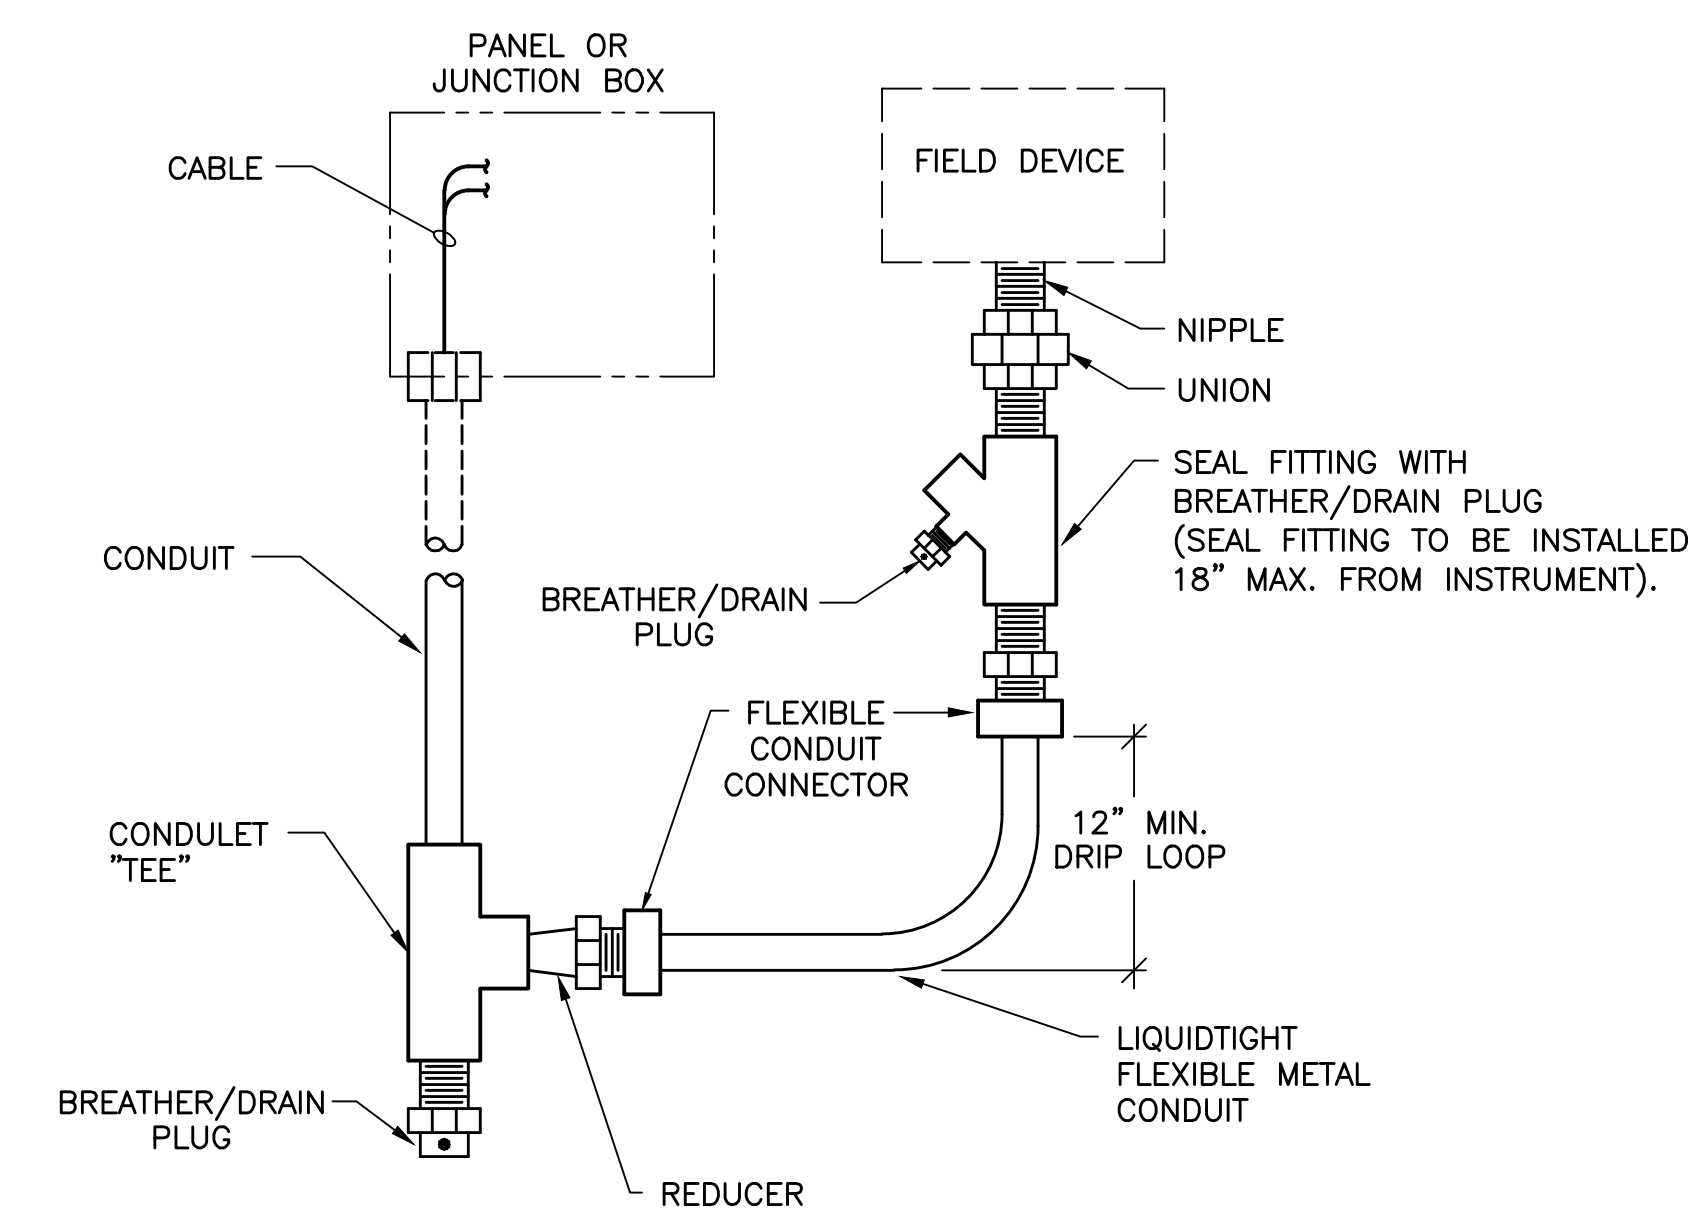 PANEL OR
JUNCTION BOX
CABLE
FIELD DEVICE
NIPPLE
UNION
SEAL FITTING WITH
BREATHER/DRAIN PLUG
(SEAL FITTING TO BE INSTALLED
18" MAX. FROM INSTRUMENT).
CONDUIT
BREATHER/DRAIN
PLUG
FLEXIBLE
CONDUIT
CONNECTOR
12" MIN.
DRIP LOOP
CONDULET
"TEE"
LIQUIDTIGHT
FLEXIBLE METAL
CONDUIT
BREATHER/DRAIN
PLUG
REDUCER